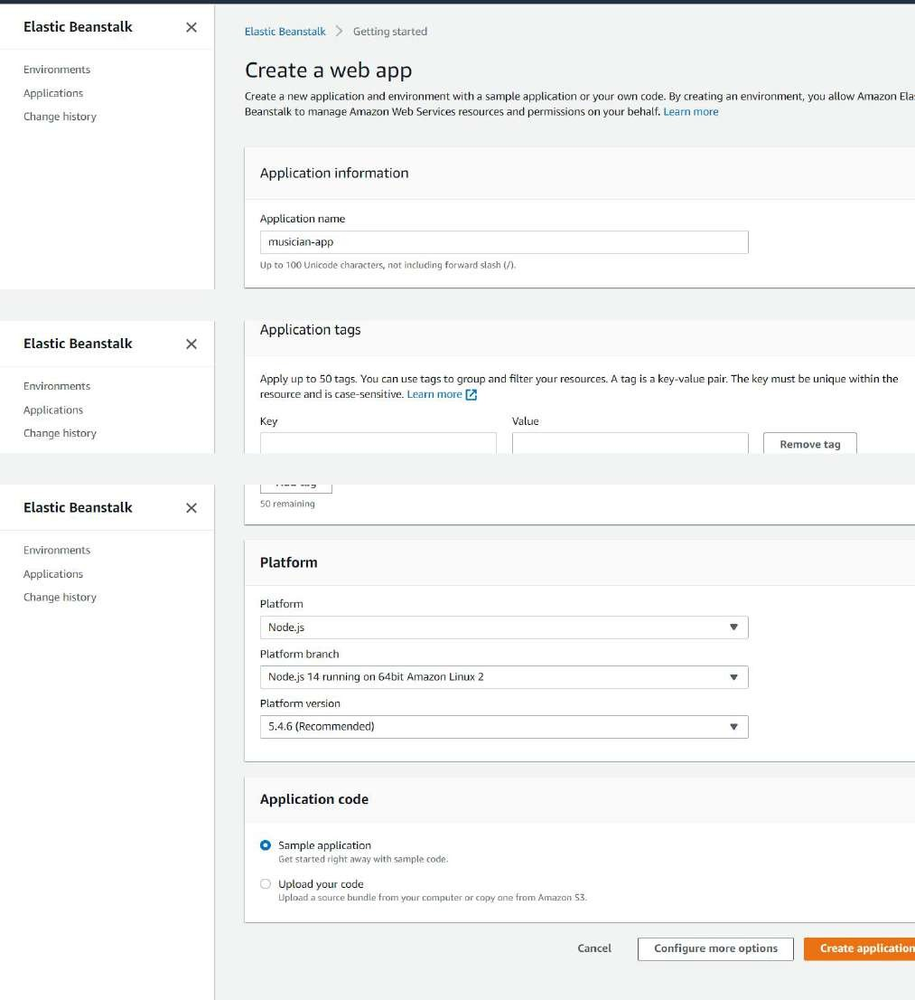 Elastic Beanstalk
Environments
Applications
Change history
Elastic Beanstalk > Getting started
Create a web app
Create a new application and environment with a sample application or your own code. By creating an environment, you allow Amazon
Beanstalk to manage Amazon Web Services resources and permissions on your behalf. Learn more
Application information
Application name
musician-app
Up to 100 Unicode characters, not including forward slash (/).
Elastic Beanstalk
Environments
Applications
Change history
Application tags
Apply up to 50 tags. You can use tags to group and filter your resources. A tag is a key-value pair. The key must be unique within the
resource and is case-sensitive. Learn more
Key Value
Remove tag
Elastic Beanstalk
Environments
Applications
Change history
50 remaining
Platform
Platform
Node.js
Platform branch
Node.js 14 running on 64bit Amazon Linux 2
Platform version
5.4.6 (Recommended)
Application code
Sample application
Get started right away with sample code.
Upload your code
Upload a source bundle from your computer or copy one from Amazon S3.
Cancel Configure more options Create application